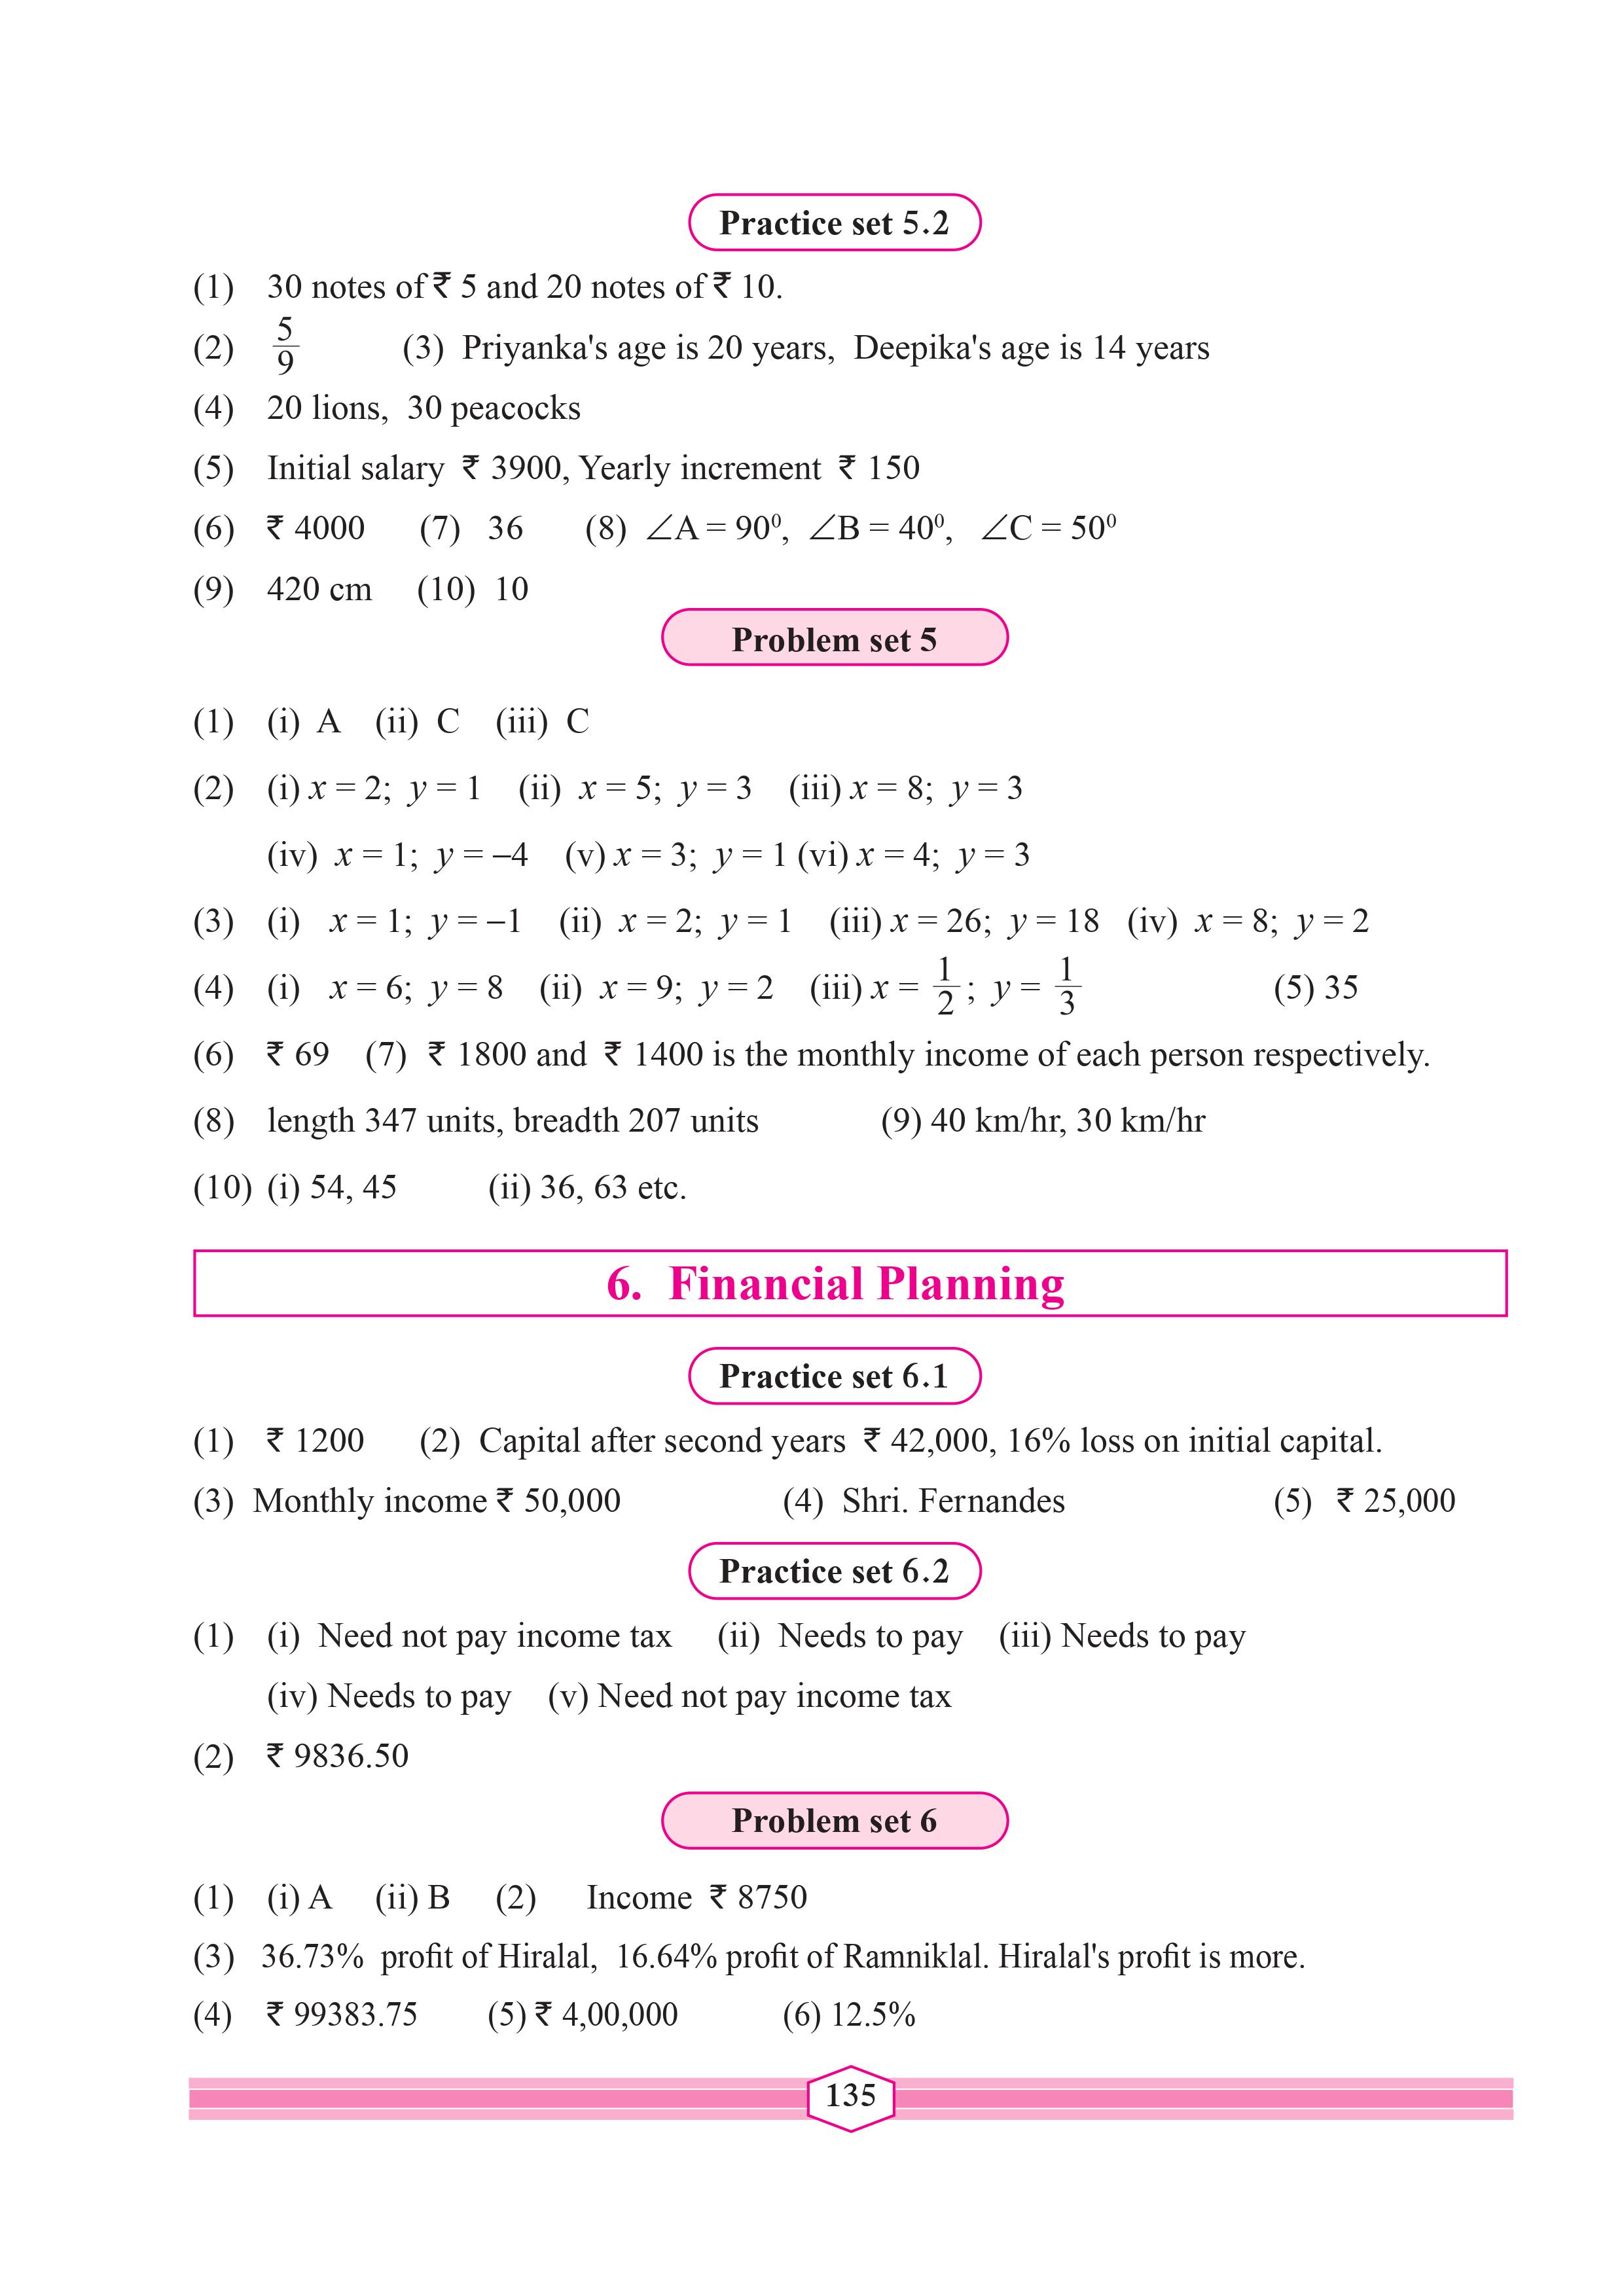 Practice set 5.2
(1) 30 notes of ₹ 5 and 20 notes of ₹ 10.
(2) 5/9 (3) Priyanka's age is 20 years, Deepika's age is 14 years
(4) 20 lions, 30 peacocks
(5) Initial salary ₹ 3900, Yearly increment ₹ 150
(6) ₹ 4000 (7) 36 (8) ∠A = 90⁰, ∠B = 40⁰, ∠C = 50⁰
(9) 420 cm (10) 10
Problem set 5
(1) (i) A (ii) C (iii) C
(2) (i) x = 2; y = 1 (ii) x = 5; y = 3 (iii) x = 8; y = 3
(iv) x = 1; y = –4 (v) x = 3; y = 1 (vi) x = 4; y = 3
(3) (i) x = 1; y = –1 (ii) x = 2; y = 1 (iii) x = 26; y = 18 (iv) x = 8; y = 2
(4) (i) x = 6; y = 8 (ii) x = 9; y = 2 (iii) x = 1/2; y = 1/3 (5) 35
(6) ₹ 69 (7) ₹ 1800 and ₹ 1400 is the monthly income of each person respectively.
(8) length 347 units, breadth 207 units (9) 40 km/hr, 30 km/hr
(10) (i) 54, 45 (ii) 36, 63 etc.
6. Financial Planning
Practice set 6.1
(1) ₹ 1200 (2) Capital after second years ₹ 42,000, 16% loss on initial capital.
(3) Monthly income ₹ 50,000 (4) Shri. Fernandes (5) ₹ 25,000
Practice set 6.2
(1) (i) Need not pay income tax (ii) Needs to pay (iii) Needs to pay
(iv) Needs to pay (v) Need not pay income tax
(2) ₹ 9836.50
Problem set 6
(1) (i) A (ii) B (2) Income ₹ 8750
(3) 36.73% profit of Hiralal, 16.64% profit of Ramniklal. Hiralal's profit is more.
(4) ₹ 99383.75 (5) ₹ 4,00,000 (6) 12.5%
135